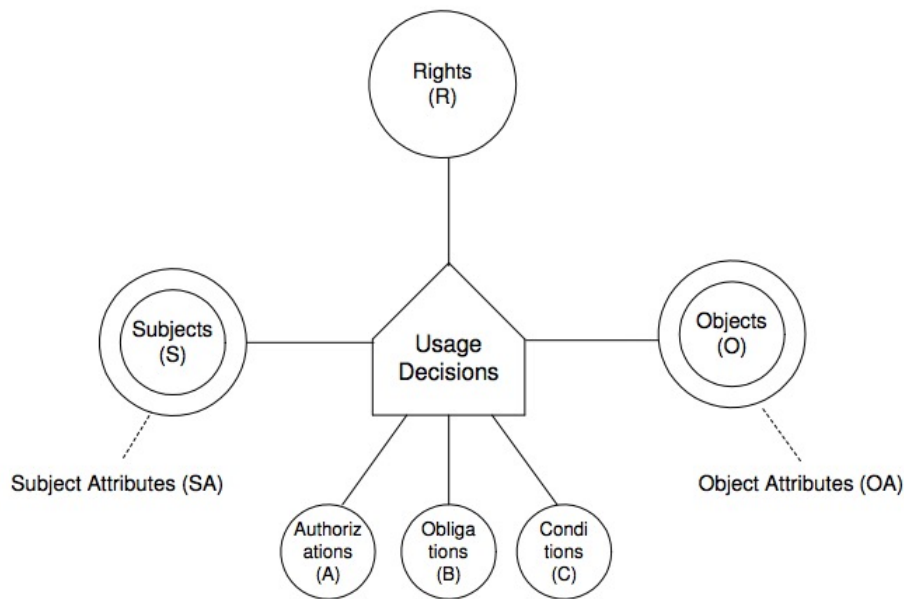 Rights
(R)
Subjects
(S)
Usage
Decisions
Objects
(O)
Subject Attributes (SA)
Object Attributes (OA)
Authoriz
ations
(A)
Obliga
tions
(B)
Condi
tions
(C)